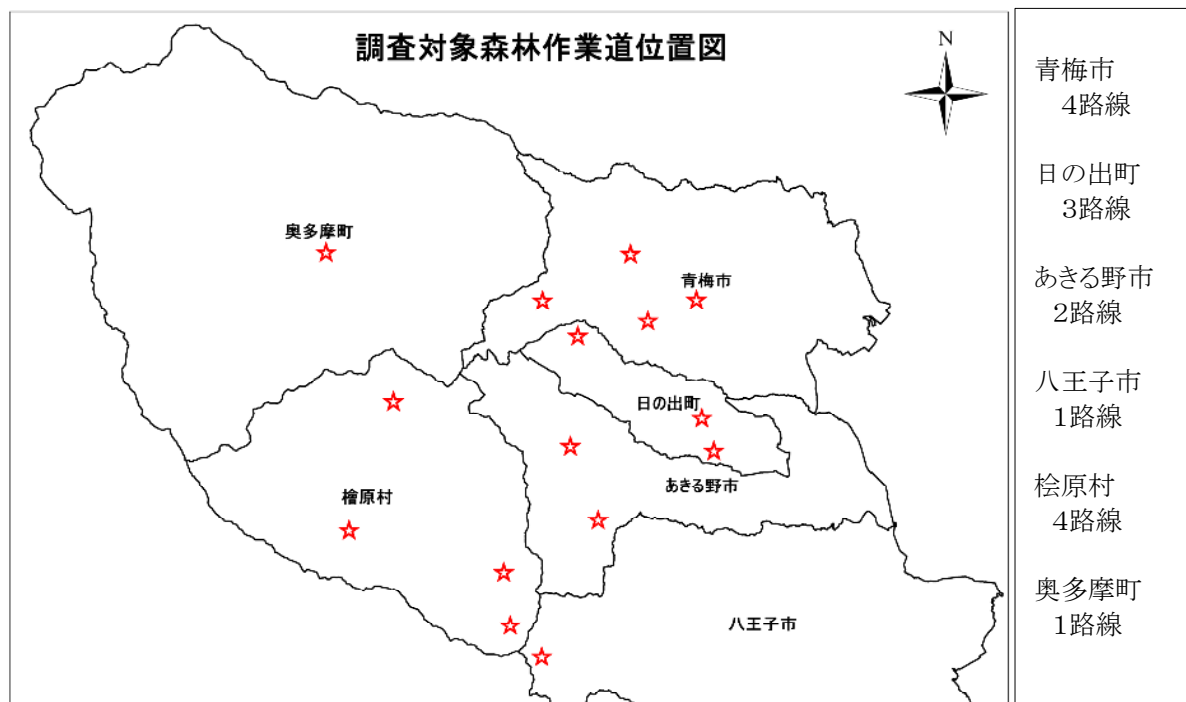 調査対象森林作業道位置図
N
奥多摩町
青梅市
日の出町
檜原村
あきる野市
八王子市
青梅市
4路線
日の出町
3路線
あきる野市
2路線
八王子市
1路線
桧原村
4路線
奥多摩町
1路線